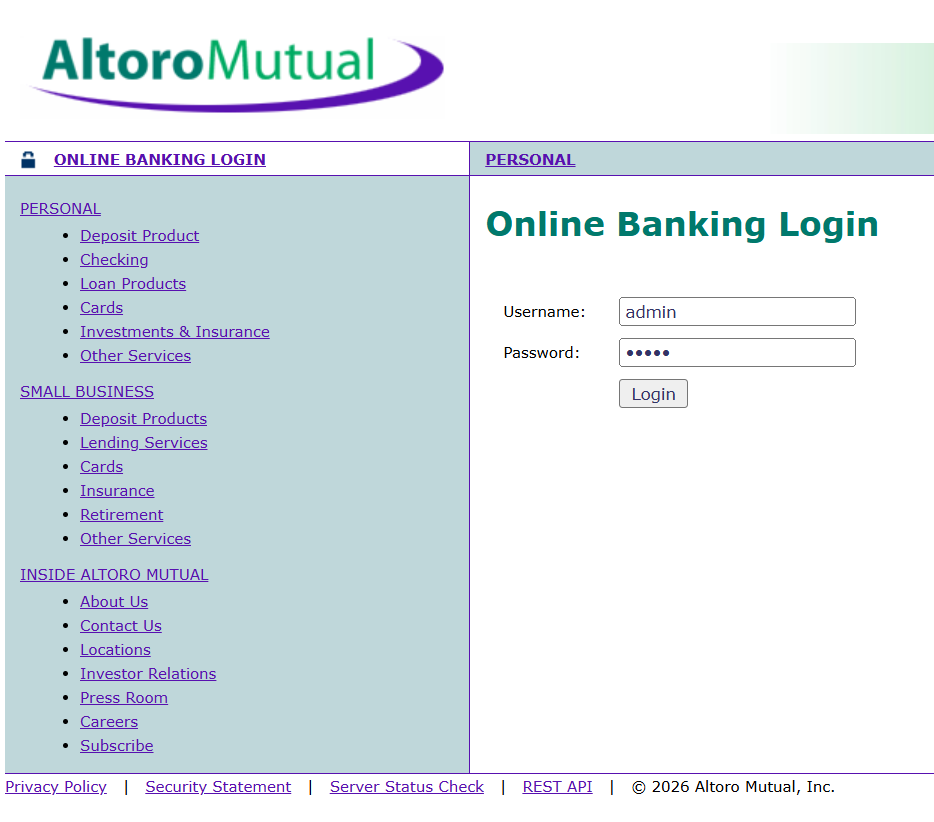 AltoroMutual
ONLINE BANKING LOGIN
PERSONAL
PERSONAL
Deposit Product
Checking
Loan Products
Cards
Investments & Insurance
Other Services
SMALL BUSINESS
Deposit Products
Lending Services
Cards
Insurance
Retirement
Other Services
INSIDE ALTORO MUTUAL
About Us
Contact Us
Locations
Investor Relations
Press Room
Careers
Subscribe
Online Banking Login
Username: admin
Password: •••••
Login
Privacy Policy | Security Statement | Server Status Check | REST API | © 2026 Altoro Mutual, Inc.